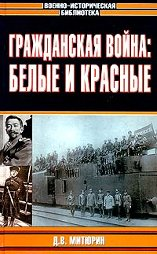 ВОЕННО-ИСТОРИЧЕСКАЯ
БИБЛИОТЕКА
ГРАЖДАНСКАЯ ВОЙНА:
БЕЛЫЕ И КРАСНЫЕ
Д.В. МИТЮРИН